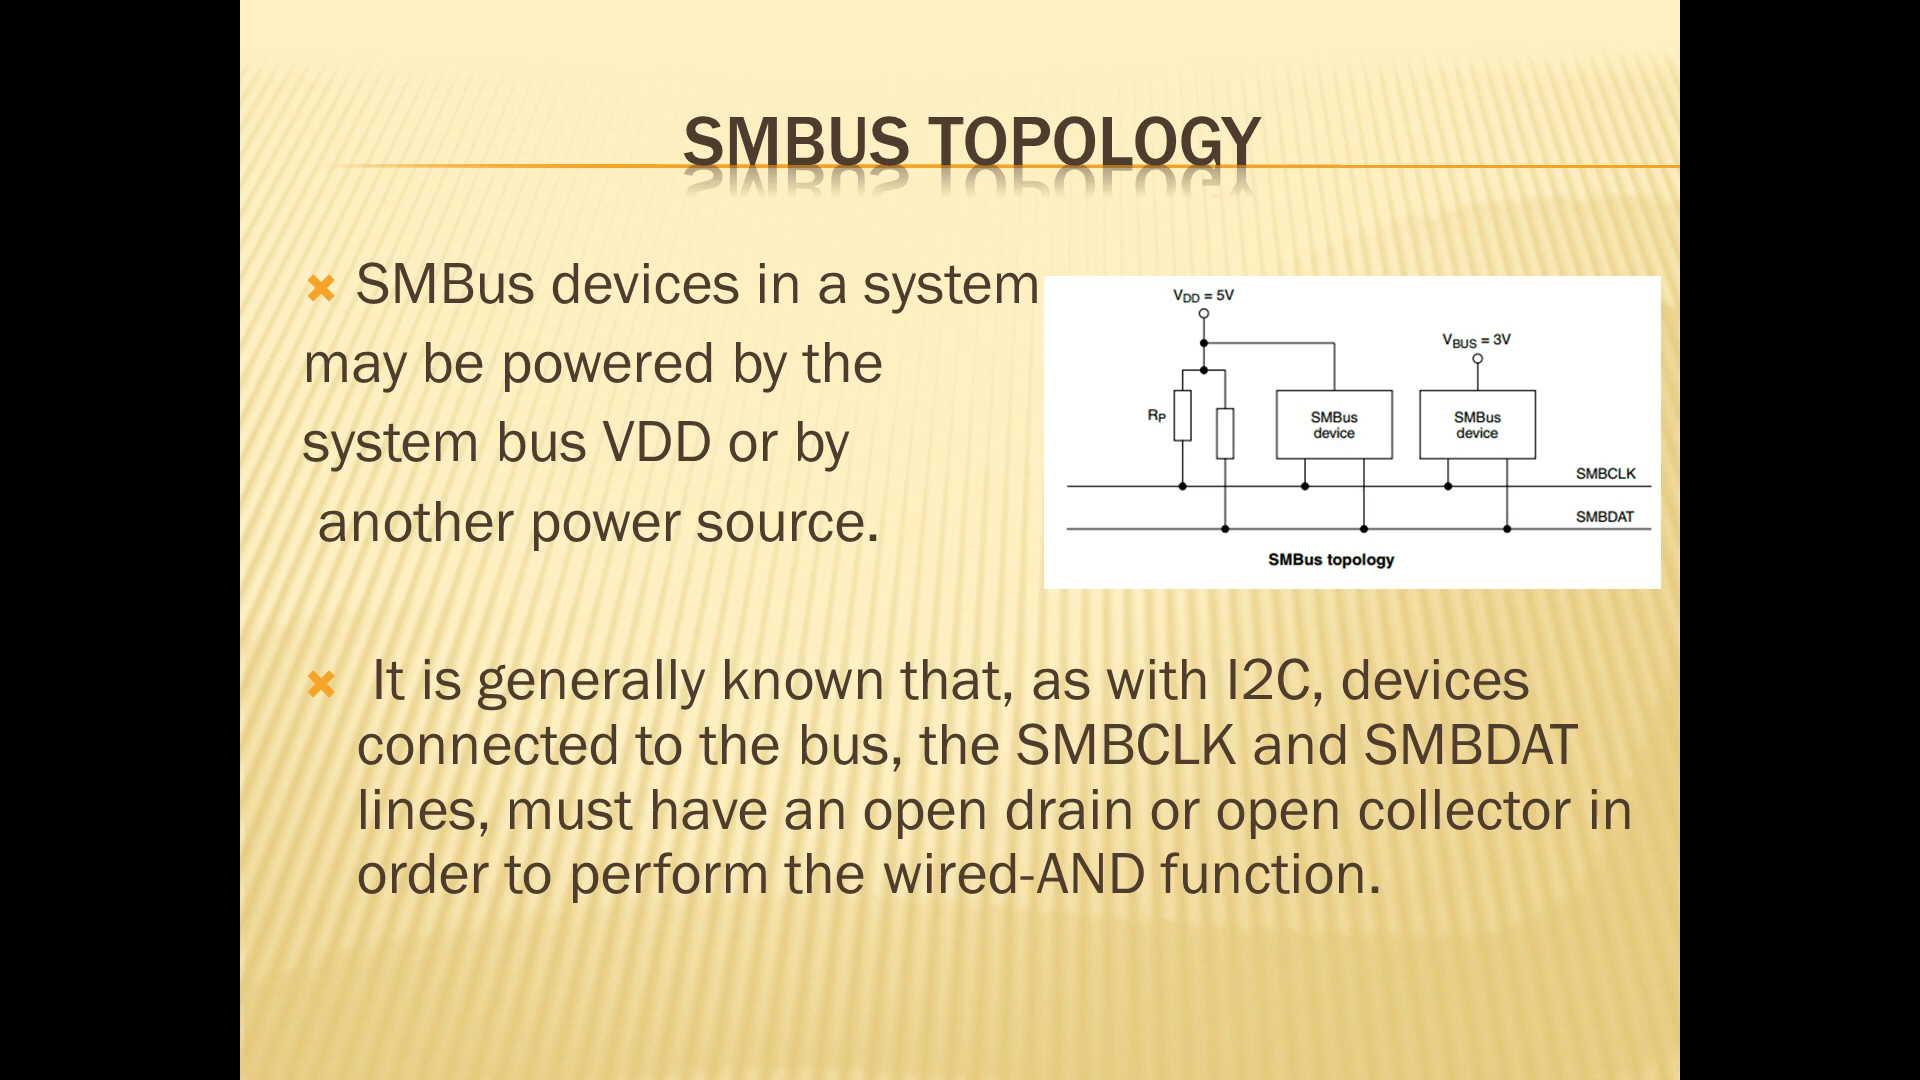 SMBUS TOPOLOGY
SMBus devices in a system
may be powered by the
system bus VDD or by
another power source.
VDD = 5V
VBUS = 3V
RP
SMBus
device
SMBus
device
SMBCLK
SMBDAT
SMBus topology
It is generally known that, as with I2C, devices
connected to the bus, the SMBCLK and SMBDAT
lines, must have an open drain or open collector in
order to perform the wired-AND function.